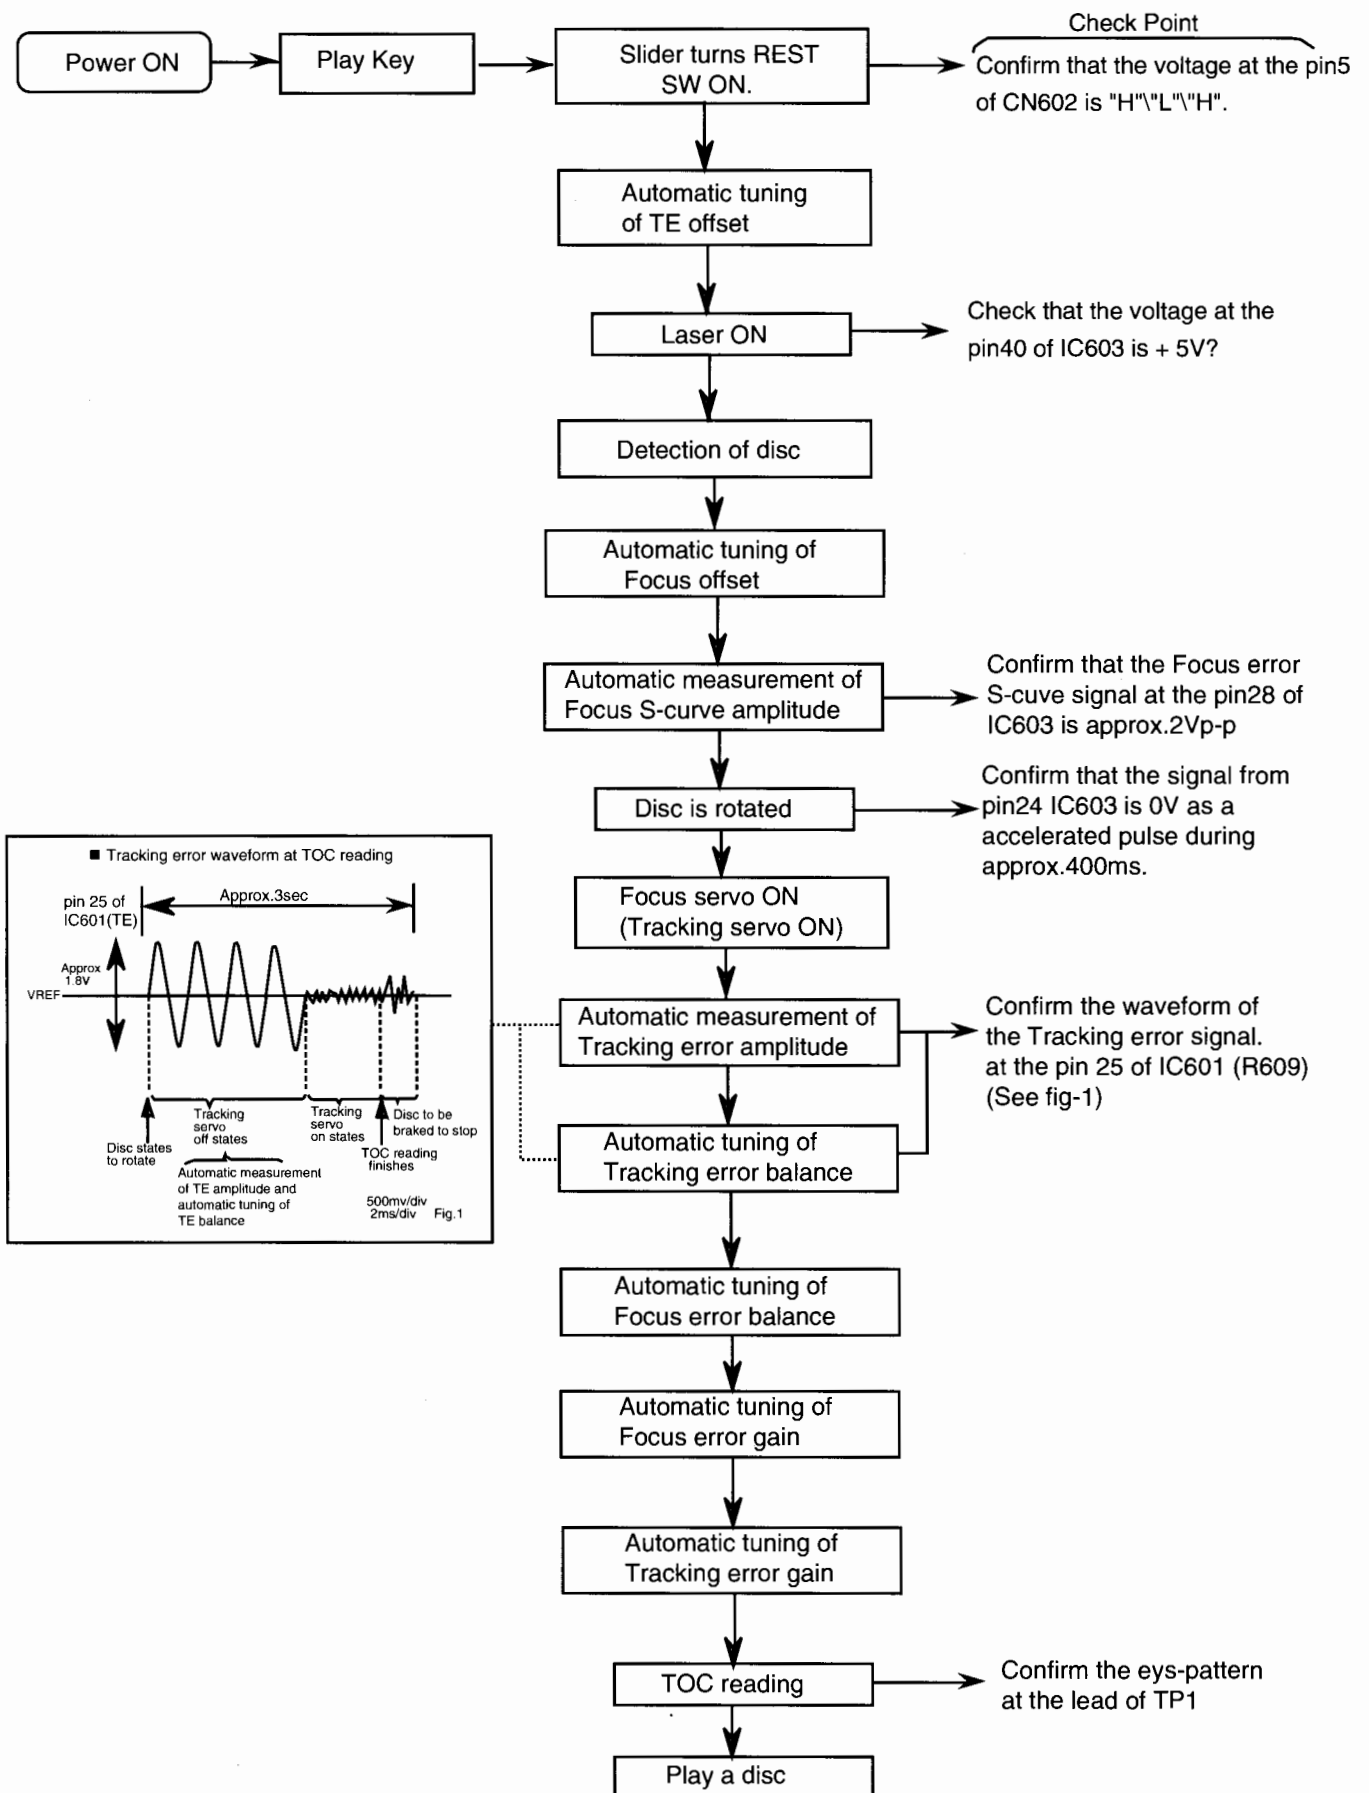 Power ON
Play Key
Slider turns REST
SW ON.
Check Point
Confirm that the voltage at the pin5
of CN602 is "H"\"L"\"H".
Automatic tuning
of TE offset
Laser ON
Check that the voltage at the
pin40 of IC603 is + 5V?
Detection of disc
Automatic tuning of
Focus offset
Automatic measurement of
Focus S-curve amplitude
Confirm that the Focus error
S-cuve signal at the pin28 of
IC603 is approx.2Vp-p
Disc is rotated
Confirm that the signal from
pin24 IC603 is 0V as a
accelerated pulse during
approx.400ms.
Focus servo ON
(Tracking servo ON)
■ Tracking error waveform at TOC reading
pin 25 of
IC601(TE)
Approx.3sec
Approx
1.8V
VREF
Disc states
to rotate
Tracking
servo
off states
Tracking
servo
on states
Disc to be
braked to stop
TOC reading
finishes
Automatic measurement
of TE amplitude and
automatic tuning of
TE balance
500mv/div
2ms/div
Fig.1
Automatic measurement of
Tracking error amplitude
Confirm the waveform of
the Tracking error signal.
at the pin 25 of IC601 (R609)
(See fig-1)
Automatic tuning of
Tracking error balance
Automatic tuning of
Focus error balance
Automatic tuning of
Focus error gain
Automatic tuning of
Tracking error gain
TOC reading
Confirm the eys-pattern
at the lead of TP1
Play a disc